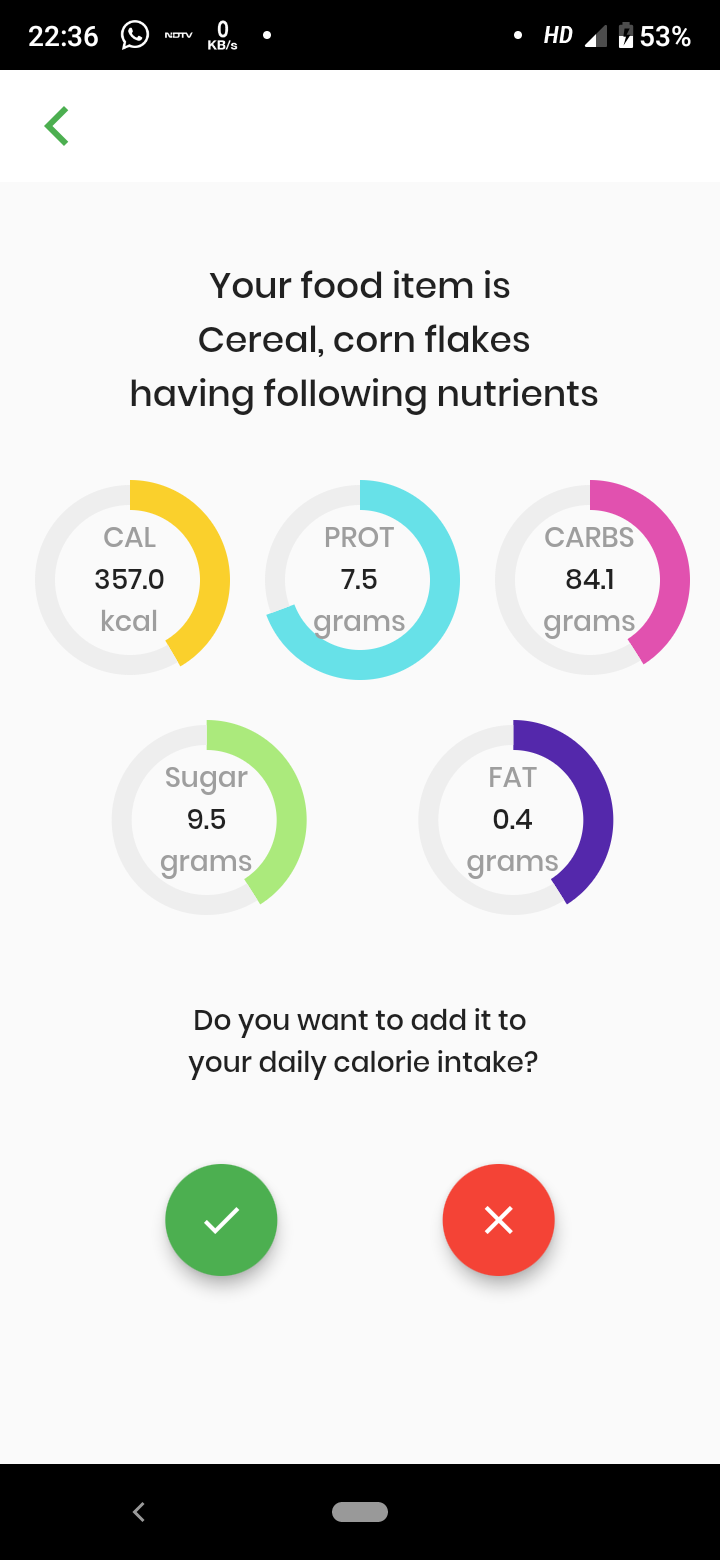 22:36 NDTV 0 KB/s HD 53%
Your food item is
Cereal, corn flakes
having following nutrients
CAL
357.0
kcal
PROT
7.5
grams
CARBS
84.1
grams
Sugar
9.5
grams
FAT
0.4
grams
Do you want to add it to
your daily calorie intake?